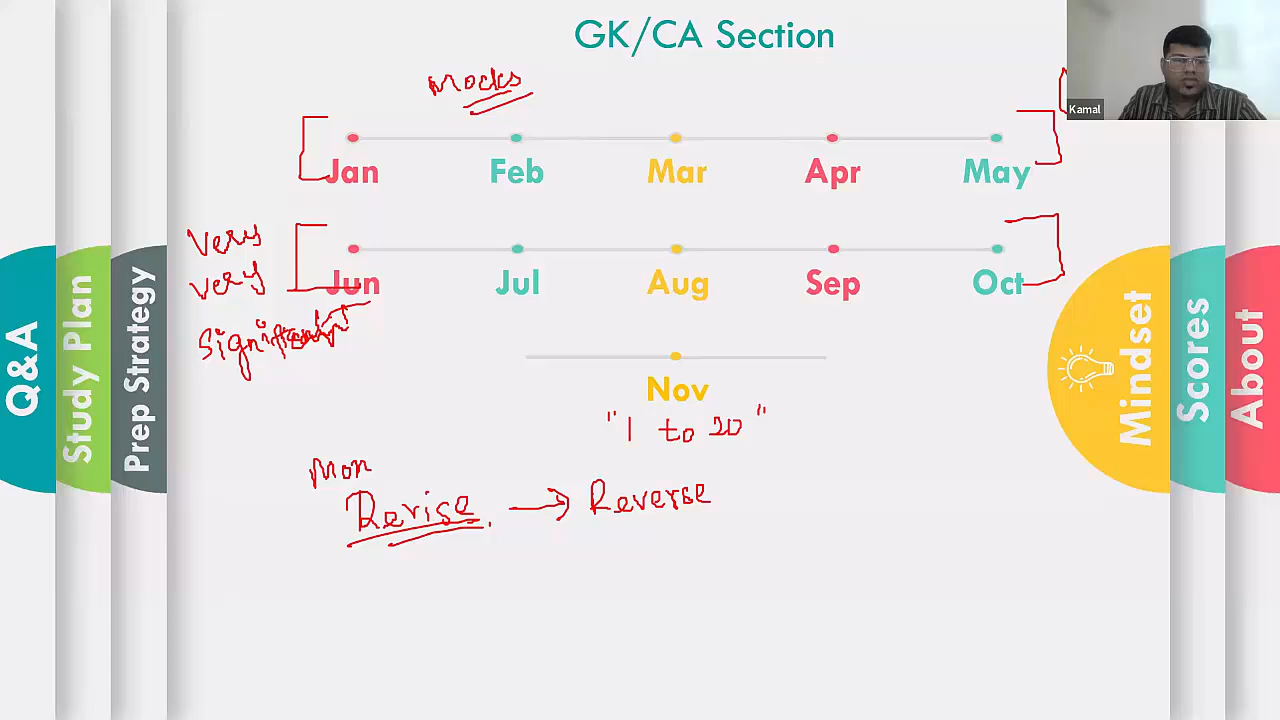 GK/CA Section
Kamal
Mocks
Jan Feb Mar Apr May
Very
Very
Significant
Jun Jul Aug Sep Oct
Nov
"1 to 20"
Mon
Revise. → Reverse
Q&A
Study Plan
Prep Strategy
Mindset
Scores
About